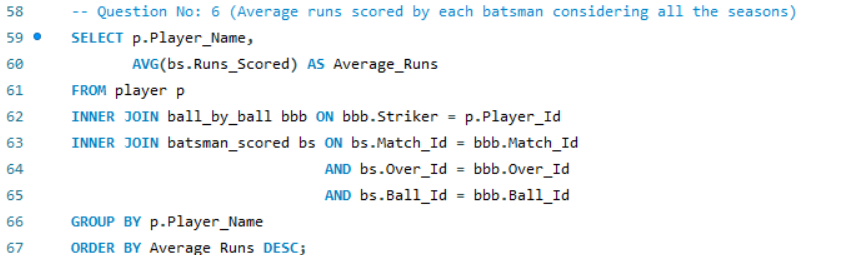 58 -- Question No: 6 (Average runs scored by each batsman considering all the seasons)
59 SELECT p.Player_Name,
60 AVG(bs.Runs_Scored) AS Average_Runs
61 FROM player p
62 INNER JOIN ball_by_ball bbb ON bbb.Striker = p.Player_Id
63 INNER JOIN batsman_scored bs ON bs.Match_Id = bbb.Match_Id
64 AND bs.Over_Id = bbb.Over_Id
65 AND bs.Ball_Id = bbb.Ball_Id
66 GROUP BY p.Player_Name
67 ORDER BY Average_Runs DESC;